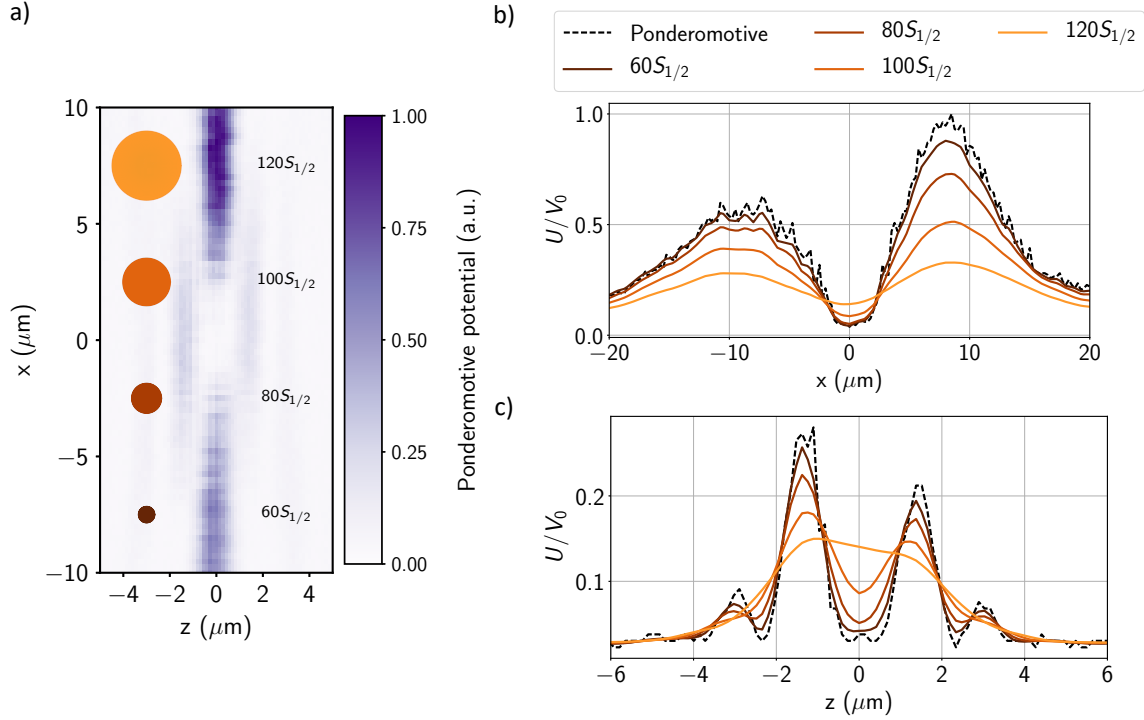 a)
10
5
0
−5
−10
x (μm)
−4 −2 0 2 4
z (μm)
120S1/2
100S1/2
80S1/2
60S1/2
1.00
0.75
0.50
0.25
0.00
Ponderomotive potential (a.u.)
b)
Ponderomotive 80S1/2 120S1/2
60S1/2 100S1/2
1.0
0.5
0.0
U/V0
−20 −10 0 10 20
x (μm)
c)
0.2
0.1
U/V0
−6 −4 −2 0 2 4 6
z (μm)